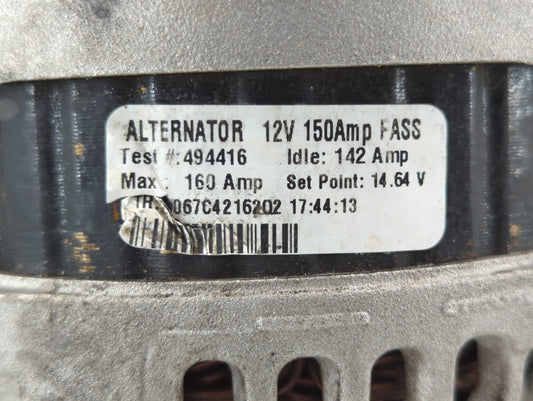 ALTERNATOR 12V 150Amp PASS
Test #: 494416 Idle: 142 Amp
Max : 160 Amp Set Point: 14.64 V
067C4216202 17:44:13